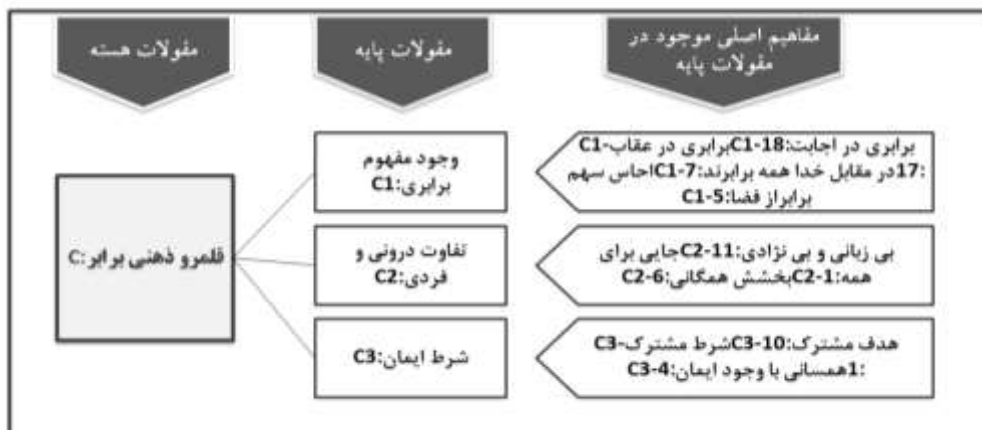 مفاهیم اصلی موجود در
مقولات پایه
مقولات پایه
مقولات هسته
برابری در اجابت:C1-18برابری در عقاب-C1
:17در مقابل خدا همه برابرند:C1-7احاس سهم
برابراز فضا:C1-5
وجود مفهوم
برابری:C1
قلمرو ذهنی برابر:C
بی زبانی و بی نژادی:C2-11جایی برای
همه:C2-1بخشش همگانی:C2-6
تفاوت درونی و
فردی:C2
هدف مشترک:C3-10شرط مشترک-C3
:1همسانی با وجود ایمان:C3-4
شرط ایمان:C3